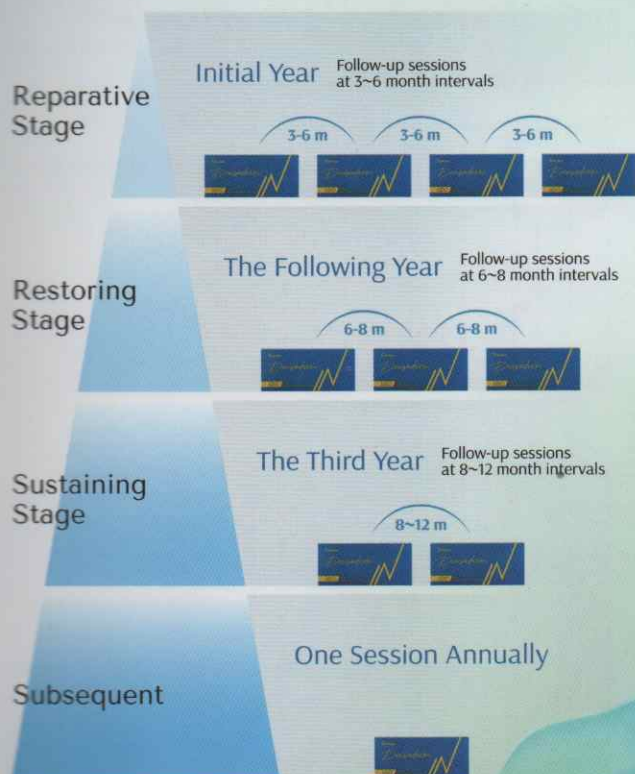 Reparative
Stage
Initial Year
Follow-up sessions
at 3~6 month intervals
3-6 m
3-6 m
3-6 m
Restoring
Stage
The Following Year
Follow-up sessions
at 6~8 month intervals
6-8 m
6-8 m
Sustaining
Stage
The Third Year
Follow-up sessions
at 8~12 month intervals
8~12 m
Subsequent
One Session Annually